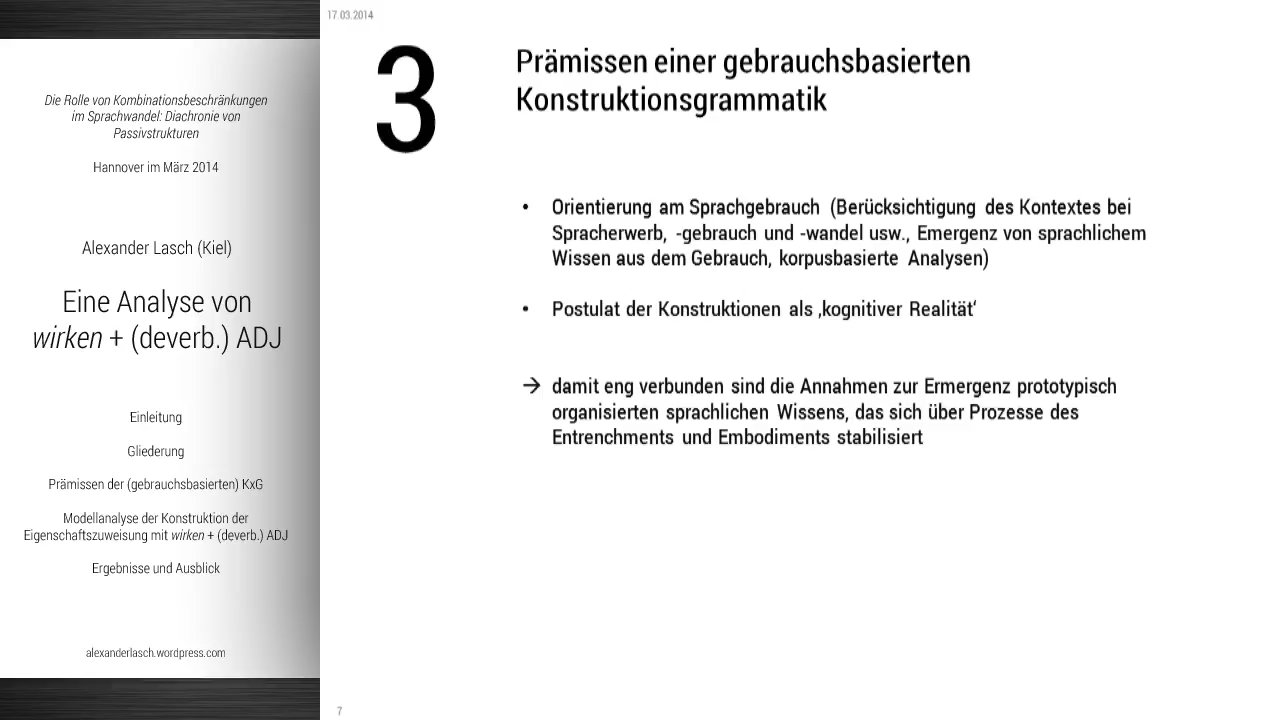 17.03.2014
Die Rolle von Kombinationsbeschränkungen
im Sprachwandel: Diachronie von
Passivstrukturen
Hannover im März 2014
Alexander Lasch (Kiel)
Eine Analyse von
wirken + (deverb.) ADJ
Einleitung
Gliederung
Prämissen der (gebrauchsbasierten) KxG
Modellanalyse der Konstruktion der
Eigenschaftszuweisung mit wirken + (deverb.) ADJ
Ergebnisse und Ausblick
alexanderlasch.wordpress.com
3
Prämissen einer gebrauchsbasierten
Konstruktionsgrammatik
• Orientierung am Sprachgebrauch (Berücksichtigung des Kontextes bei
Spracherwerb, -gebrauch und -wandel usw., Emergenz von sprachlichem
Wissen aus dem Gebrauch, korpusbasierte Analysen)
• Postulat der Konstruktionen als ‚kognitiver Realität‘
→ damit eng verbunden sind die Annahmen zur Ermergenz prototypisch
organisierten sprachlichen Wissens, das sich über Prozesse des
Entrenchments und Embodiments stabilisiert
7